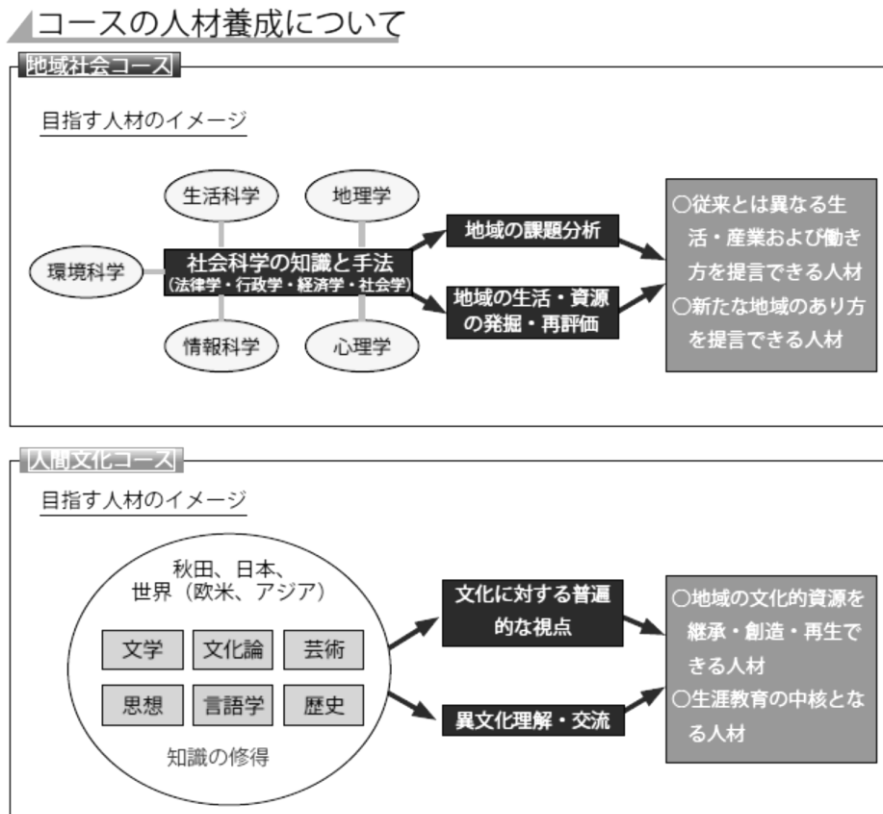 コースの人材養成について
地域社会コース
目指す人材のイメージ
生活科学
地理学
環境科学
社会科学の知識と手法
(法律学・行政学・経済学・社会学)
情報科学
心理学
地域の課題分析
地域の生活・資源
の発掘・再評価
○従来とは異なる生
活・産業および働き
方を提言できる人材
○新たな地域のあり方
を提言できる人材
人間文化コース
目指す人材のイメージ
秋田、日本、
世界（欧米、アジア）
文学
文化論
芸術
思想
言語学
歴史
知識の修得
文化に対する普遍
的な視点
異文化理解・交流
○地域の文化的資源を
継承・創造・再生で
きる人材
○生涯教育の中核とな
る人材